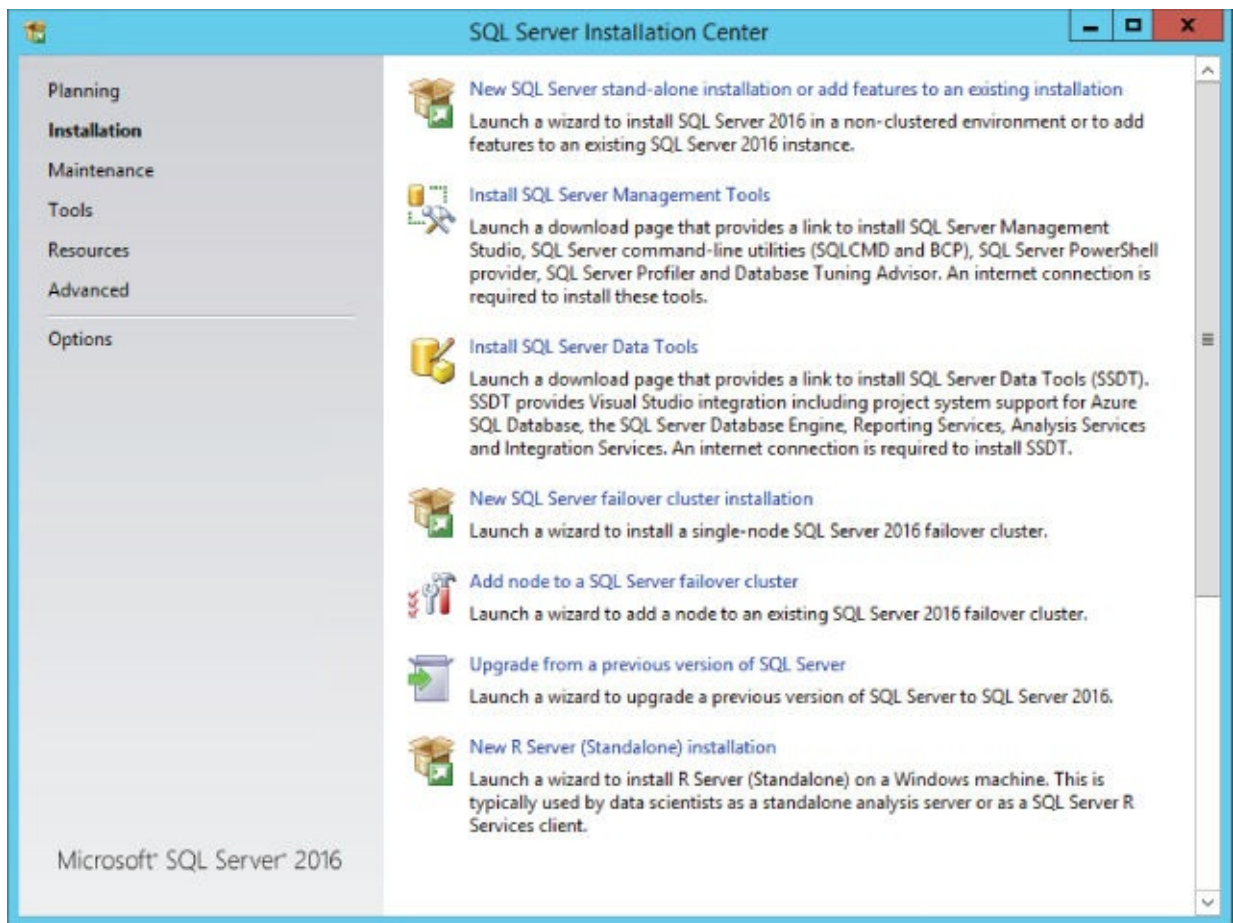 SQL Server Installation Center
Planning
Installation
Maintenance
Tools
Resources
Advanced
Options
Microsoft® SQL Server® 2016
New SQL Server stand-alone installation or add features to an existing installation
Launch a wizard to install SQL Server 2016 in a non-clustered environment or to add
features to an existing SQL Server 2016 instance.
Install SQL Server Management Tools
Launch a download page that provides a link to install SQL Server Management
Studio, SQL Server command-line utilities (SQLCMD and BCP), SQL Server PowerShell
provider, SQL Server Profiler and Database Tuning Advisor. An internet connection is
required to install these tools.
Install SQL Server Data Tools
Launch a download page that provides a link to install SQL Server Data Tools (SSDT).
SSDT provides Visual Studio integration including project system support for Azure
SQL Database, the SQL Server Database Engine, Reporting Services, Analysis Services
and Integration Services. An internet connection is required to install SSDT.
New SQL Server failover cluster installation
Launch a wizard to install a single-node SQL Server 2016 failover cluster.
Add node to a SQL Server failover cluster
Launch a wizard to add a node to an existing SQL Server 2016 failover cluster.
Upgrade from a previous version of SQL Server
Launch a wizard to upgrade a previous version of SQL Server to SQL Server 2016.
New R Server (Standalone) installation
Launch a wizard to install R Server (Standalone) on a Windows machine. This is
typically used by data scientists as a standalone analysis server or as a SQL Server R
Services client.